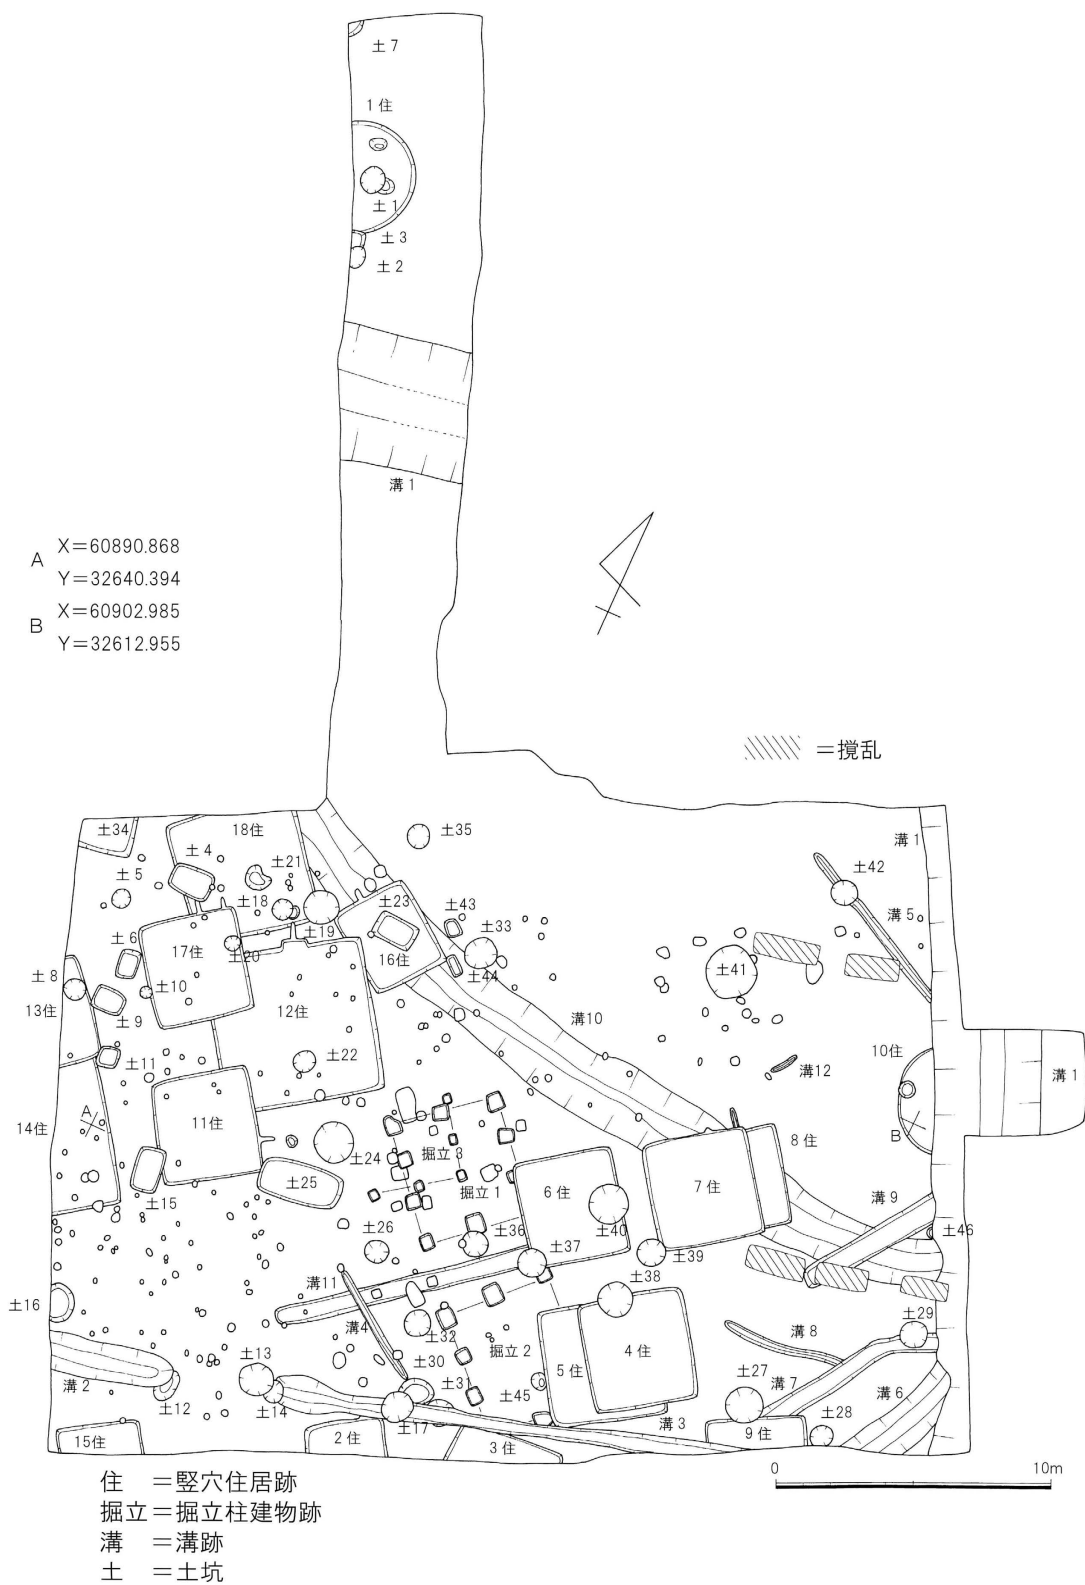 土7
1住
土1
土3
土2
溝1
A X=60890.868
Y=32640.394
B X=60902.985
Y=32612.955
=撹乱
土34
18住
土35
溝1
土4
土21
土42
土5
土18
土23
土43
溝5
土33
土6
17住
土20
土19
16住
土44
土41
土8
土10
13住
土9
12住
溝10
10住
土11
土22
溝12
溝1
A
14住
11住
8住
B
土24
掘立3
7住
土15
土25
掘立1
6住
溝9
土26
土36
土40
土46
土37
土39
溝11
土38
土16
溝4
土32
掘立2
溝8
土29
土13
土30
5住
4住
土27
溝2
土31
土45
溝7
溝6
土12
土14
土17
溝3
土28
15住
2住
3住
9住
0 10m
住 =竪穴住居跡
掘立=掘立柱建物跡
溝 =溝跡
土 =土坑